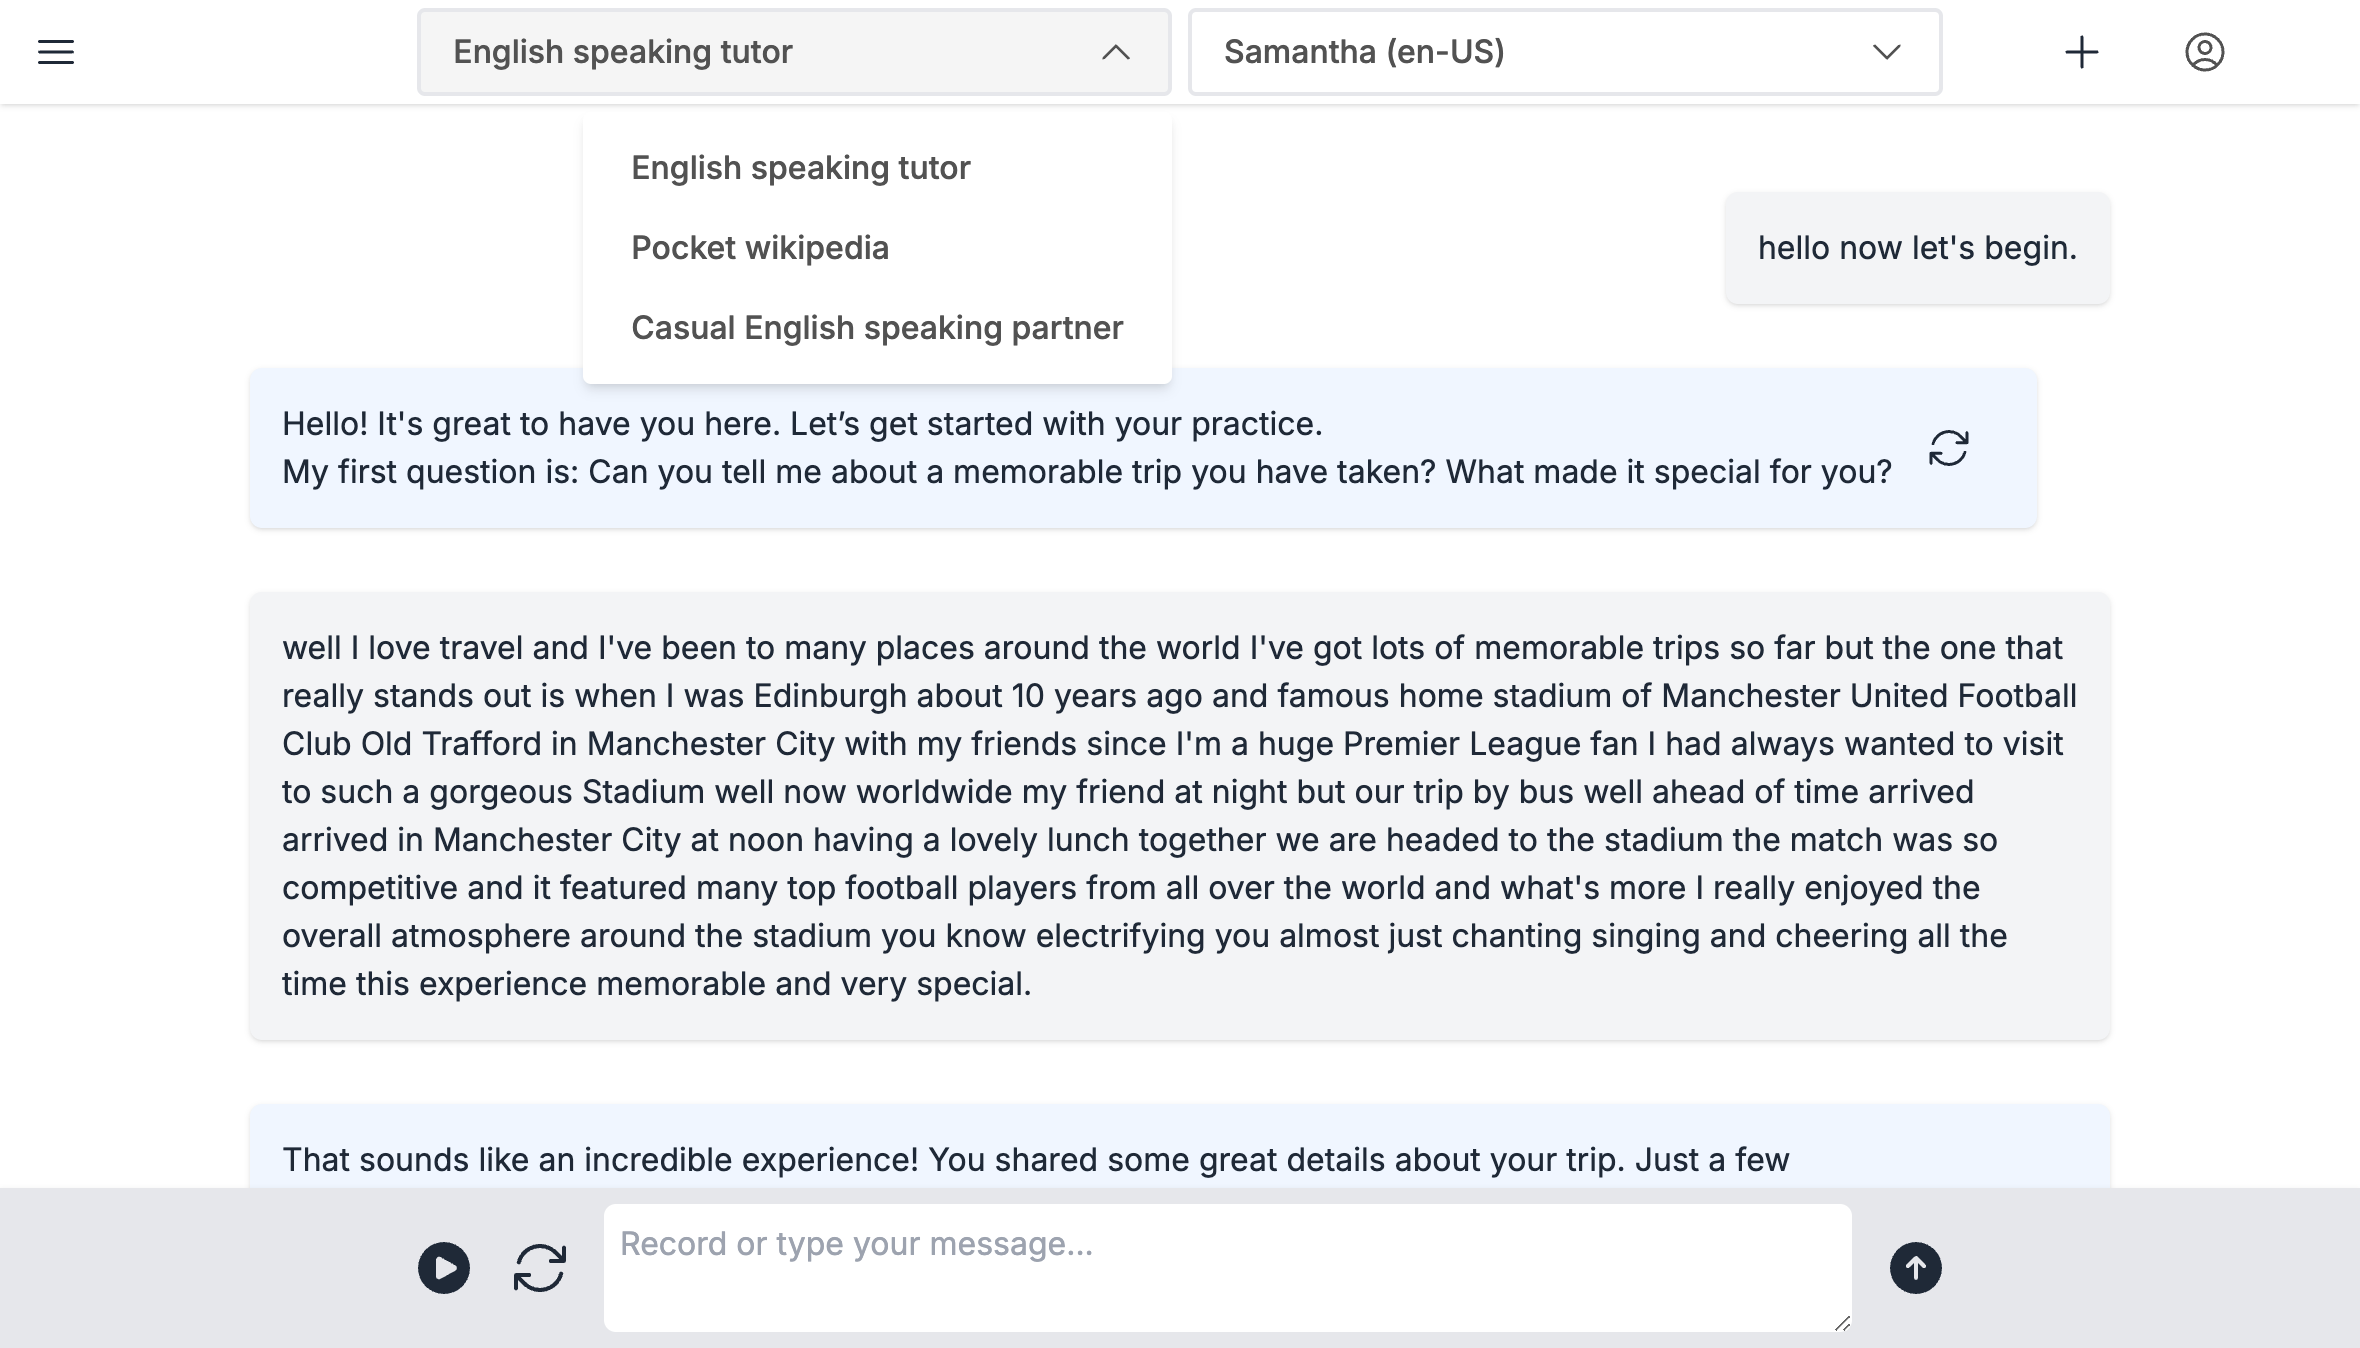 English speaking tutor
Samantha (en-US)
English speaking tutor
Pocket wikipedia
Casual English speaking partner
hello now let's begin.
Hello! It's great to have you here. Let’s get started with your practice.
My first question is: Can you tell me about a memorable trip you have taken? What made it special for you?
well I love travel and I've been to many places around the world I've got lots of memorable trips so far but the one that
really stands out is when I was Edinburgh about 10 years ago and famous home stadium of Manchester United Football
Club Old Trafford in Manchester City with my friends since I'm a huge Premier League fan I had always wanted to visit
to such a gorgeous Stadium well now worldwide my friend at night but our trip by bus well ahead of time arrived
arrived in Manchester City at noon having a lovely lunch together we are headed to the stadium the match was so
competitive and it featured many top football players from all over the world and what's more I really enjoyed the
overall atmosphere around the stadium you know electrifying you almost just chanting singing and cheering all the
time this experience memorable and very special.
That sounds like an incredible experience! You shared some great details about your trip. Just a few
Record or type your message...